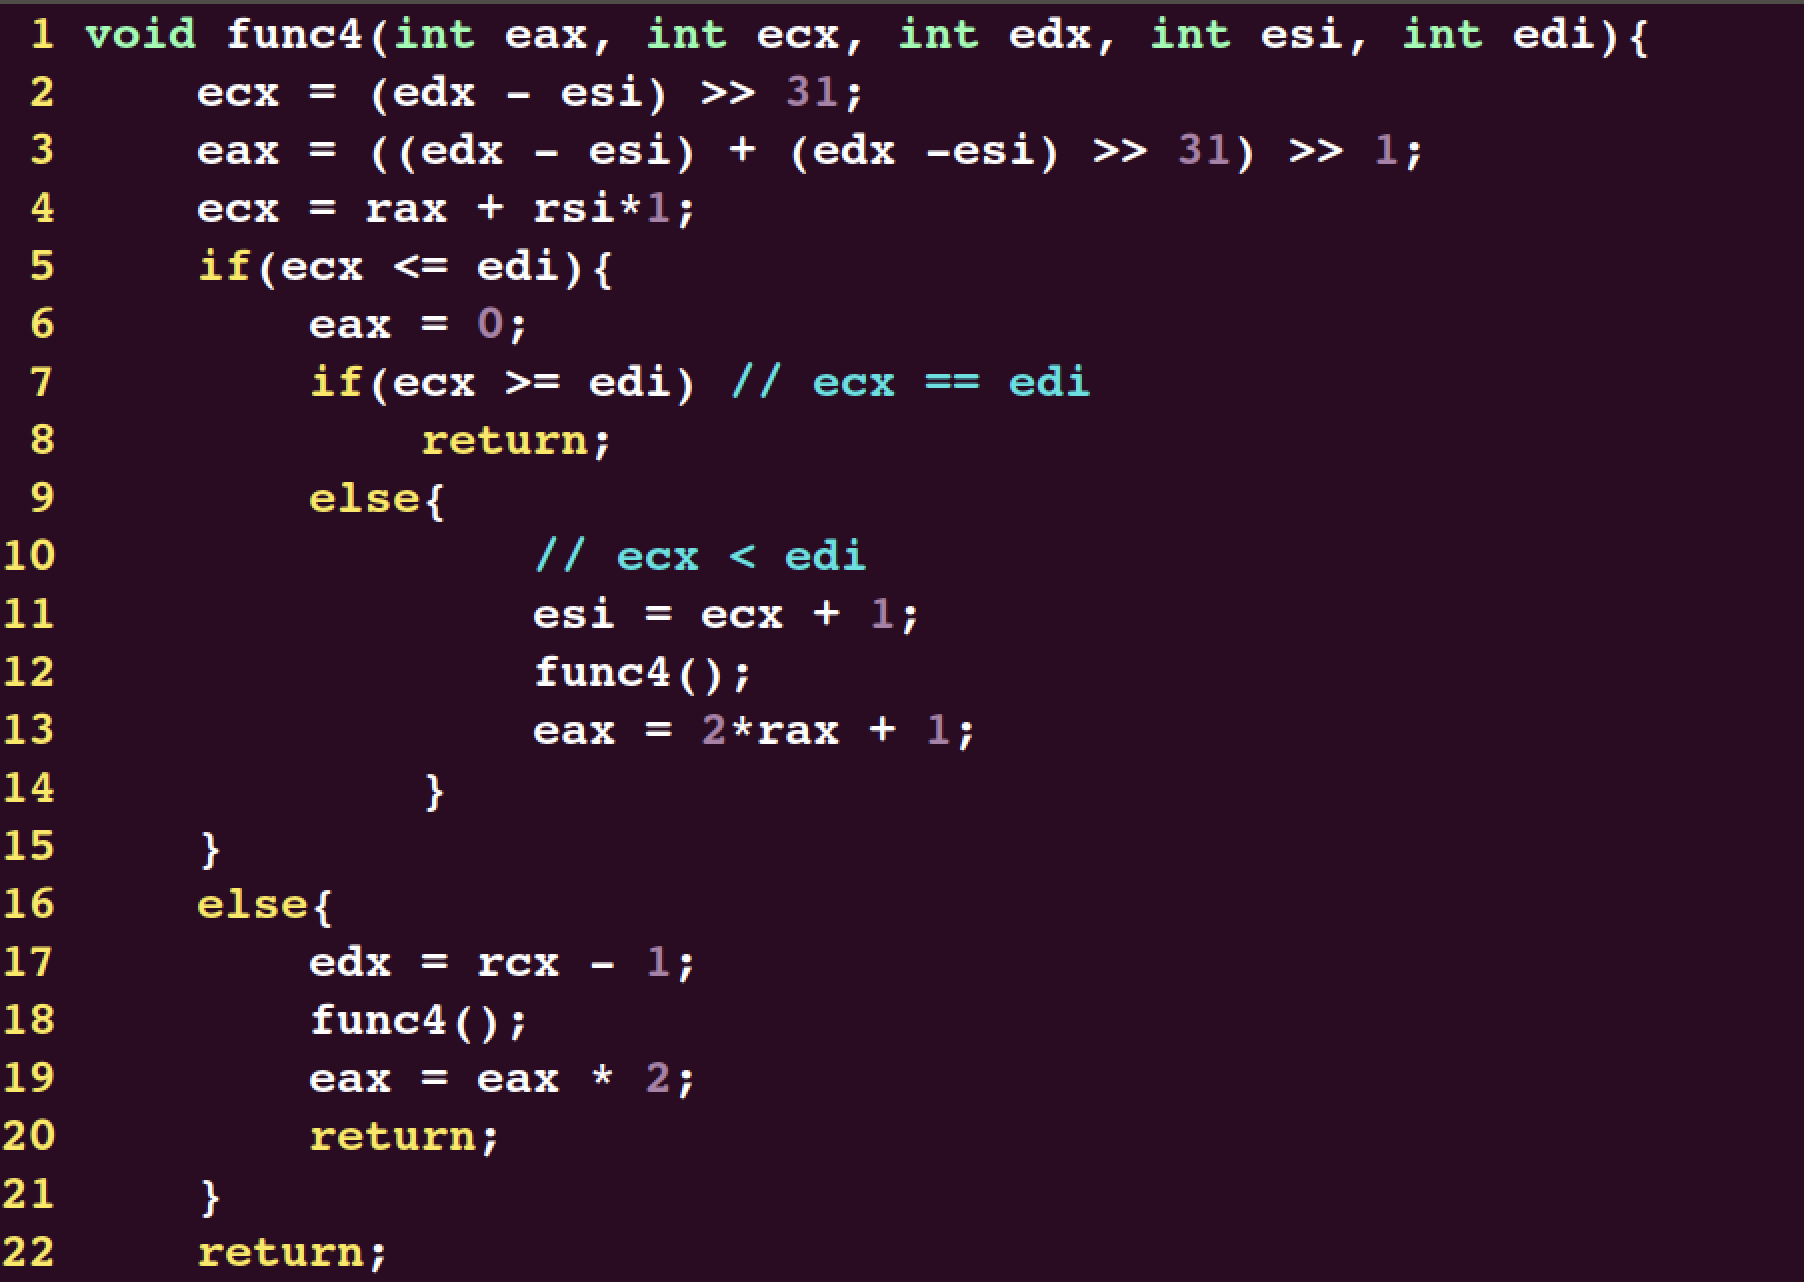 1 void func4(int eax, int ecx, int edx, int esi, int edi){
2     ecx = (edx - esi) >> 31;
3     eax = ((edx - esi) + (edx -esi) >> 31) >> 1;
4     ecx = rax + rsi*1;
5     if(ecx <= edi){
6         eax = 0;
7         if(ecx >= edi) // ecx == edi
8             return;
9         else{
10                 // ecx < edi
11                 esi = ecx + 1;
12                 func4();
13                 eax = 2*rax + 1;
14             }
15     }
16     else{
17         edx = rcx - 1;
18         func4();
19         eax = eax * 2;
20         return;
21     }
22     return;